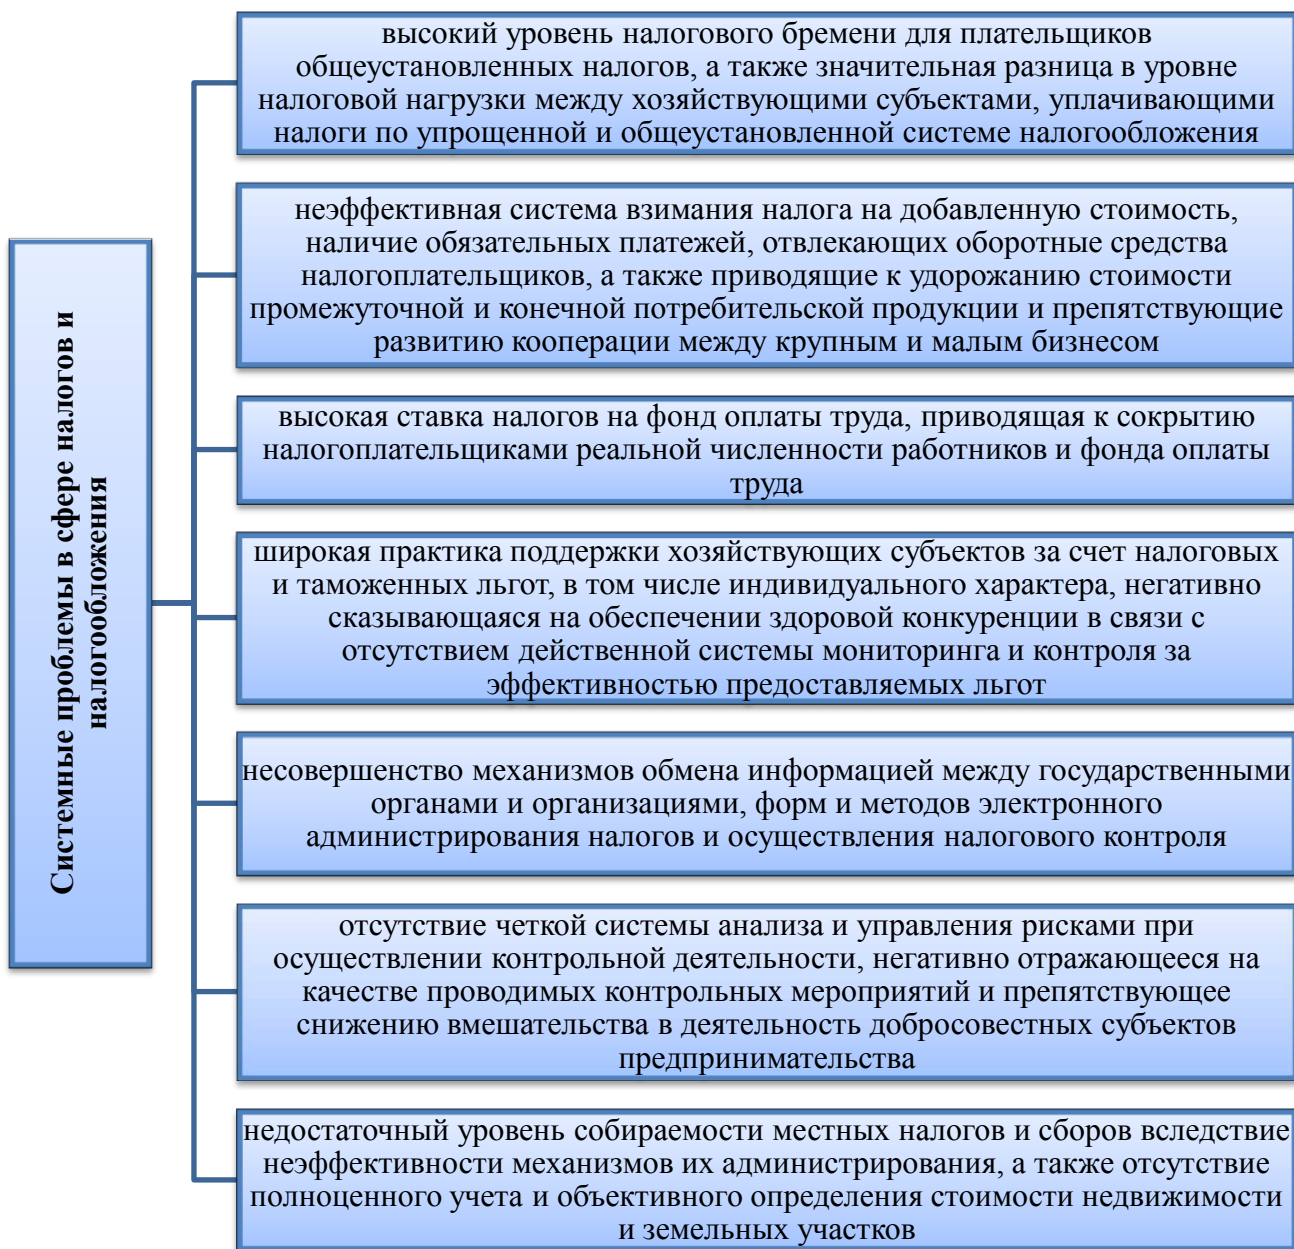 Системные проблемы в сфере налогов и
налогообложения
высокий уровень налогового бремени для плательщиков
общеустановленных налогов, а также значительная разница в уровне
налоговой нагрузки между хозяйствующими субъектами, уплачивающими
налоги по упрощенной и общеустановленной системе налогообложения
неэффективная система взимания налога на добавленную стоимость,
наличие обязательных платежей, отвлекающих оборотные средства
налогоплательщиков, а также приводящие к удорожанию стоимости
промежуточной и конечной потребительской продукции и препятствующие
развитию кооперации между крупным и малым бизнесом
высокая ставка налогов на фонд оплаты труда, приводящая к сокрытию
налогоплательщиками реальной численности работников и фонда оплаты
труда
широкая практика поддержки хозяйствующих субъектов за счет налоговых
и таможенных льгот, в том числе индивидуального характера, негативно
сказывающаяся на обеспечении здоровой конкуренции в связи с
отсутствием действенной системы мониторинга и контроля за
эффективностью предоставляемых льгот
несовершенство механизмов обмена информацией между государственными
органами и организациями, форм и методов электронного
администрирования налогов и осуществления налогового контроля
отсутствие четкой системы анализа и управления рисками при
осуществлении контрольной деятельности, негативно отражающееся на
качестве проводимых контрольных мероприятий и препятствующее
снижению вмешательства в деятельность добросовестных субъектов
предпринимательства
недостаточный уровень собираемости местных налогов и сборов вследствие
неэффективности механизмов их администрирования, а также отсутствие
полноценного учета и объективного определения стоимости недвижимости
и земельных участков